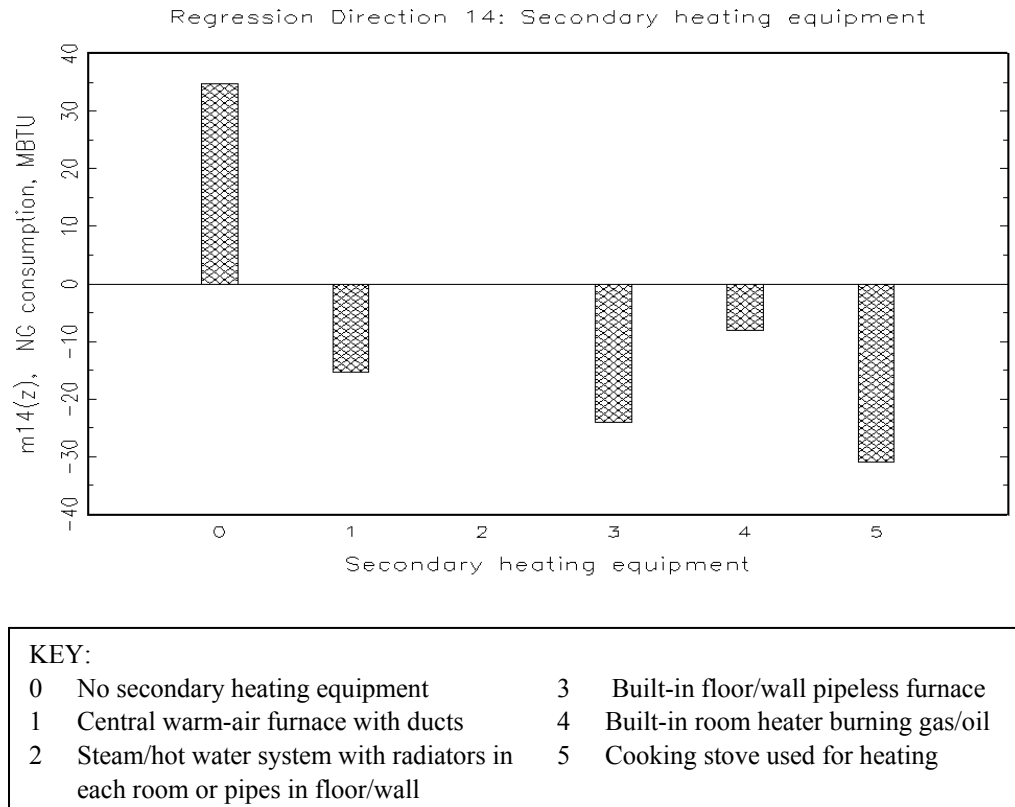 Regression Direction 14: Secondary heating equipment
m14(z), NG consumption, MBTU
40
30
20
10
0
-10
-20
-30
-40
0 1 2 3 4 5
Secondary heating equipment
KEY:
0 No secondary heating equipment
1 Central warm-air furnace with ducts
2 Steam/hot water system with radiators in
each room or pipes in floor/wall
3 Built-in floor/wall pipeless furnace
4 Built-in room heater burning gas/oil
5 Cooking stove used for heating